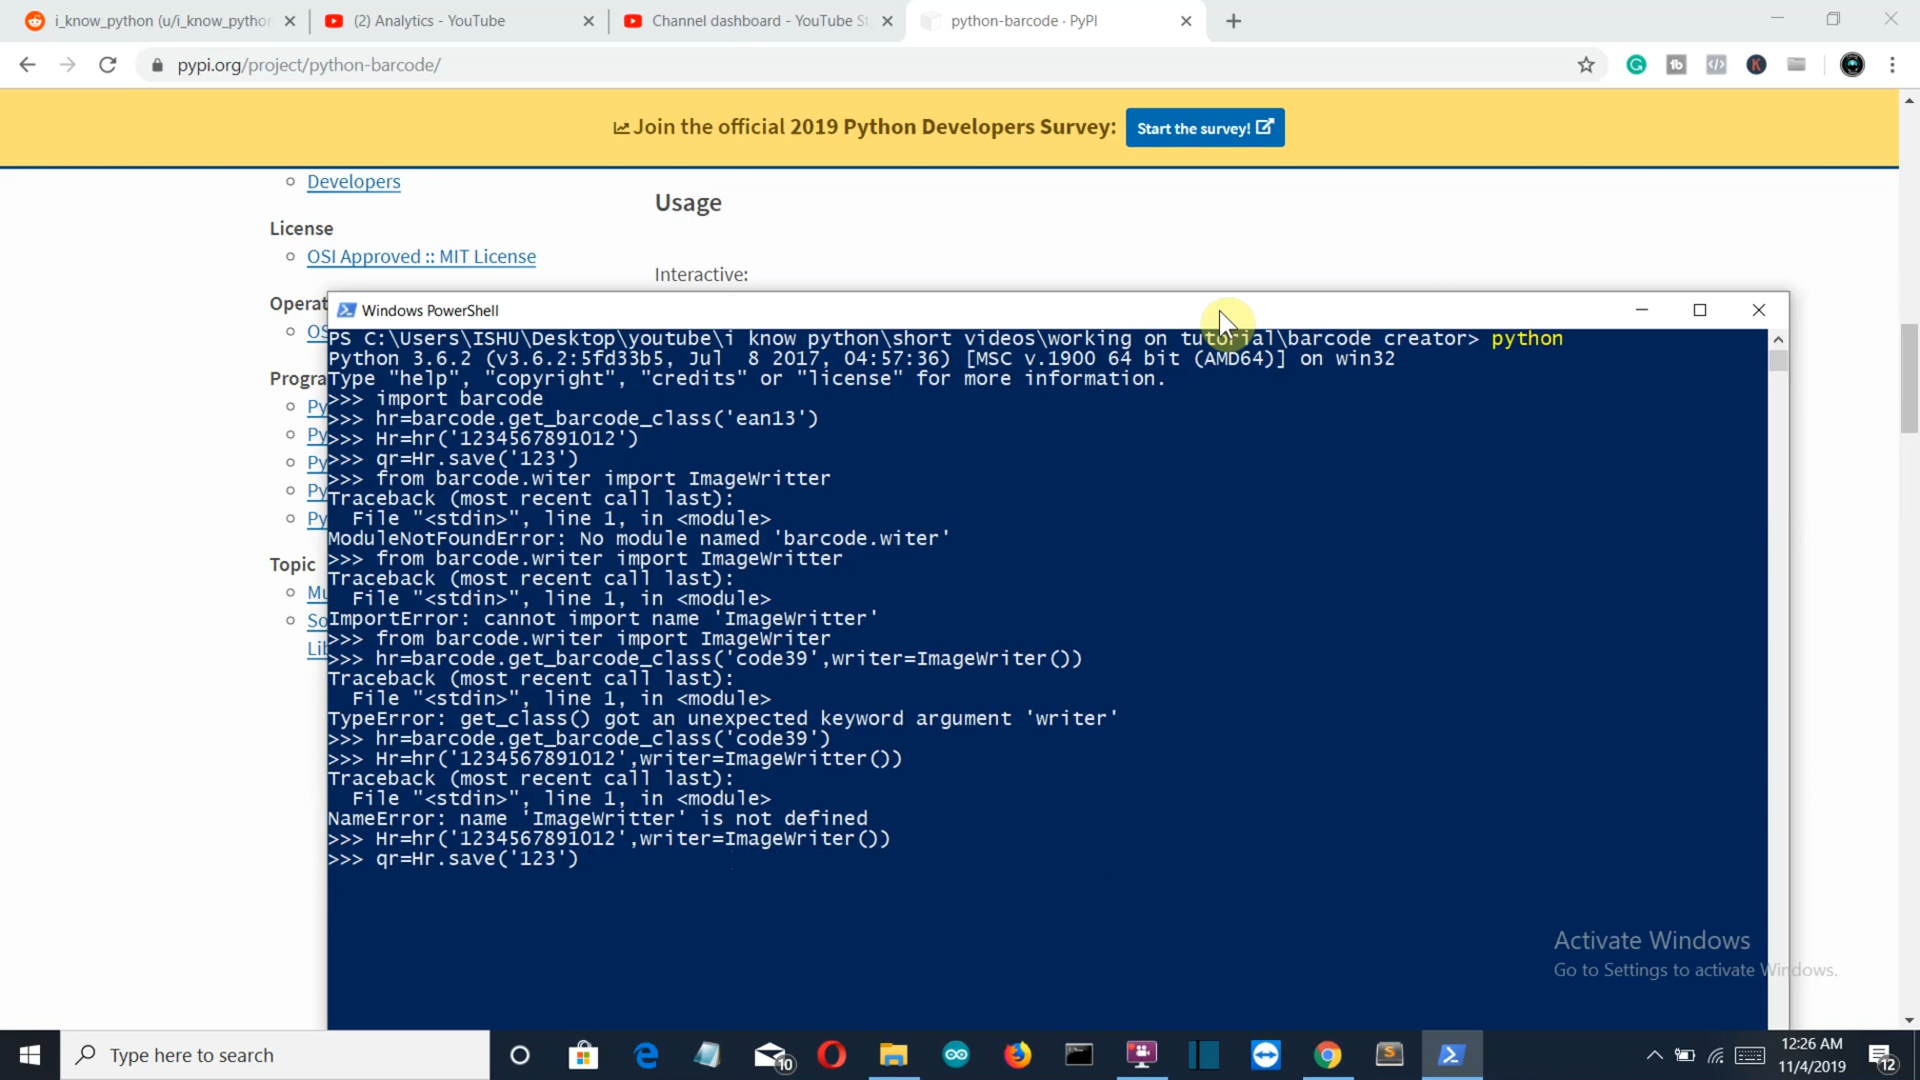 i_know_python (u/i_know_pytho
(2) Analytics - YouTube
Channel dashboard - YouTube St
python-barcode · PyPI
pypi.org/project/python-barcode/
Join the official 2019 Python Developers Survey:
Start the survey!
Developers
License
OSI Approved :: MIT License
Operat
OS
Progra
Py
Py
Py
Py
Py
Topic
Mu
So
Lib
Usage
Interactive:
Windows PowerShell
PS C:\Users\ISHU\Desktop\youtube\i know python\short videos\working on tutorial\barcode creator> python
Python 3.6.2 (v3.6.2:5fd33b5, Jul  8 2017, 04:57:36) [MSC v.1900 64 bit (AMD64)] on win32
Type "help", "copyright", "credits" or "license" for more information.
>>> import barcode
>>> hr=barcode.get_barcode_class('ean13')
>>> Hr=hr('1234567891012')
>>> qr=Hr.save('123')
>>> from barcode.witer import ImageWritter
Traceback (most recent call last):
  File "<stdin>", line 1, in <module>
ModuleNotFoundError: No module named 'barcode.witer'
>>> from barcode.writer import ImageWritter
Traceback (most recent call last):
  File "<stdin>", line 1, in <module>
ImportError: cannot import name 'ImageWritter'
>>> from barcode.writer import ImageWriter
>>> hr=barcode.get_barcode_class('code39',writer=ImageWriter())
Traceback (most recent call last):
  File "<stdin>", line 1, in <module>
TypeError: get_class() got an unexpected keyword argument 'writer'
>>> hr=barcode.get_barcode_class('code39')
>>> Hr=hr('1234567891012',writer=ImageWritter())
Traceback (most recent call last):
  File "<stdin>", line 1, in <module>
NameError: name 'ImageWritter' is not defined
>>> Hr=hr('1234567891012',writer=ImageWriter())
>>> qr=Hr.save('123')
Activate Windows
Go to Settings to activate Windows.
Type here to search
10
12:26 AM
11/4/2019
12